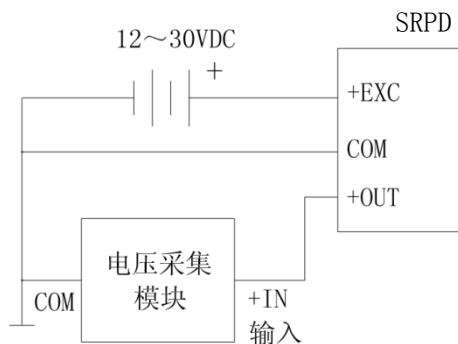 SRPD
12～30VDC
+
+EXC
COM
+OUT
电压采集
模块
COM
+IN
输入